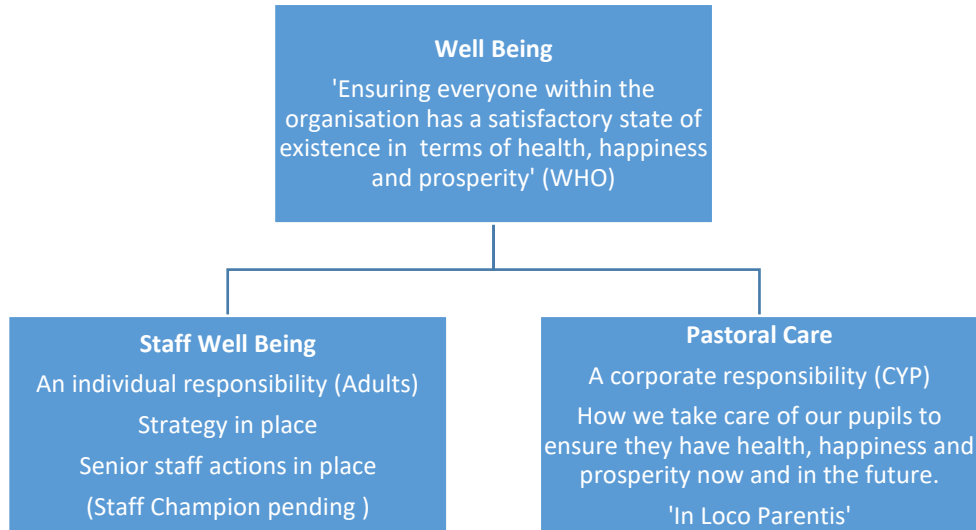 Well Being
'Ensuring everyone within the
organisation has a satisfactory state of
existence in  terms of health, happiness
and prosperity' (WHO)
Staff Well Being
An individual responsibility (Adults)
Strategy in place
Senior staff actions in place
(Staff Champion pending )
Pastoral Care
A corporate responsibility (CYP)
How we take care of our pupils to
ensure they have health, happiness and
prosperity now and in the future.
'In Loco Parentis'